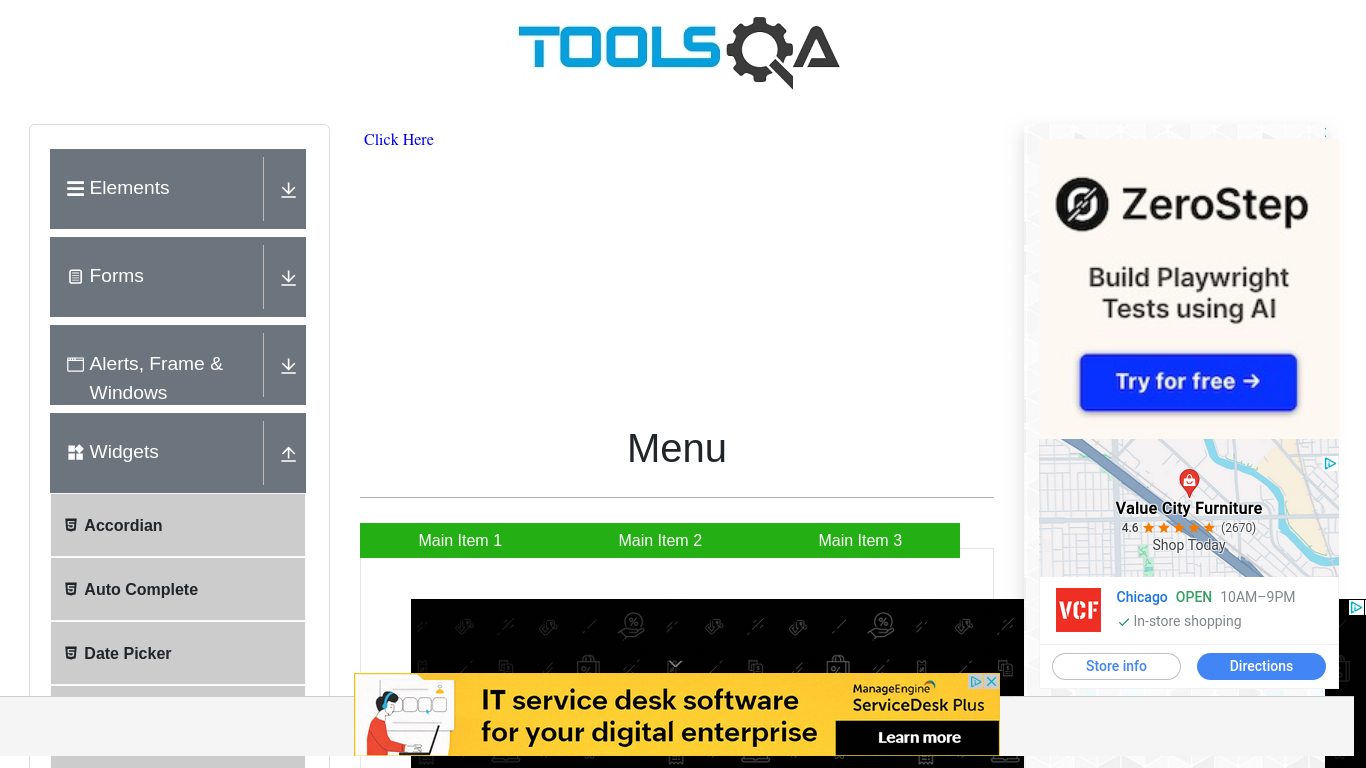 TOOLSQA
Click Here
Elements
Forms
Alerts, Frame &
Windows
Widgets
Accordian
Auto Complete
Date Picker
Menu
Main Item 1
Main Item 2
Main Item 3
ZeroStep
Build Playwright
Tests using AI
Try for free →
Value City Furniture
4.6 ★★★★★ (2670)
Shop Today
VCF
Chicago OPEN 10AM–9PM
✓ In-store shopping
Store info
Directions
IT service desk software
for your digital enterprise
ManageEngine
ServiceDesk Plus
Learn more